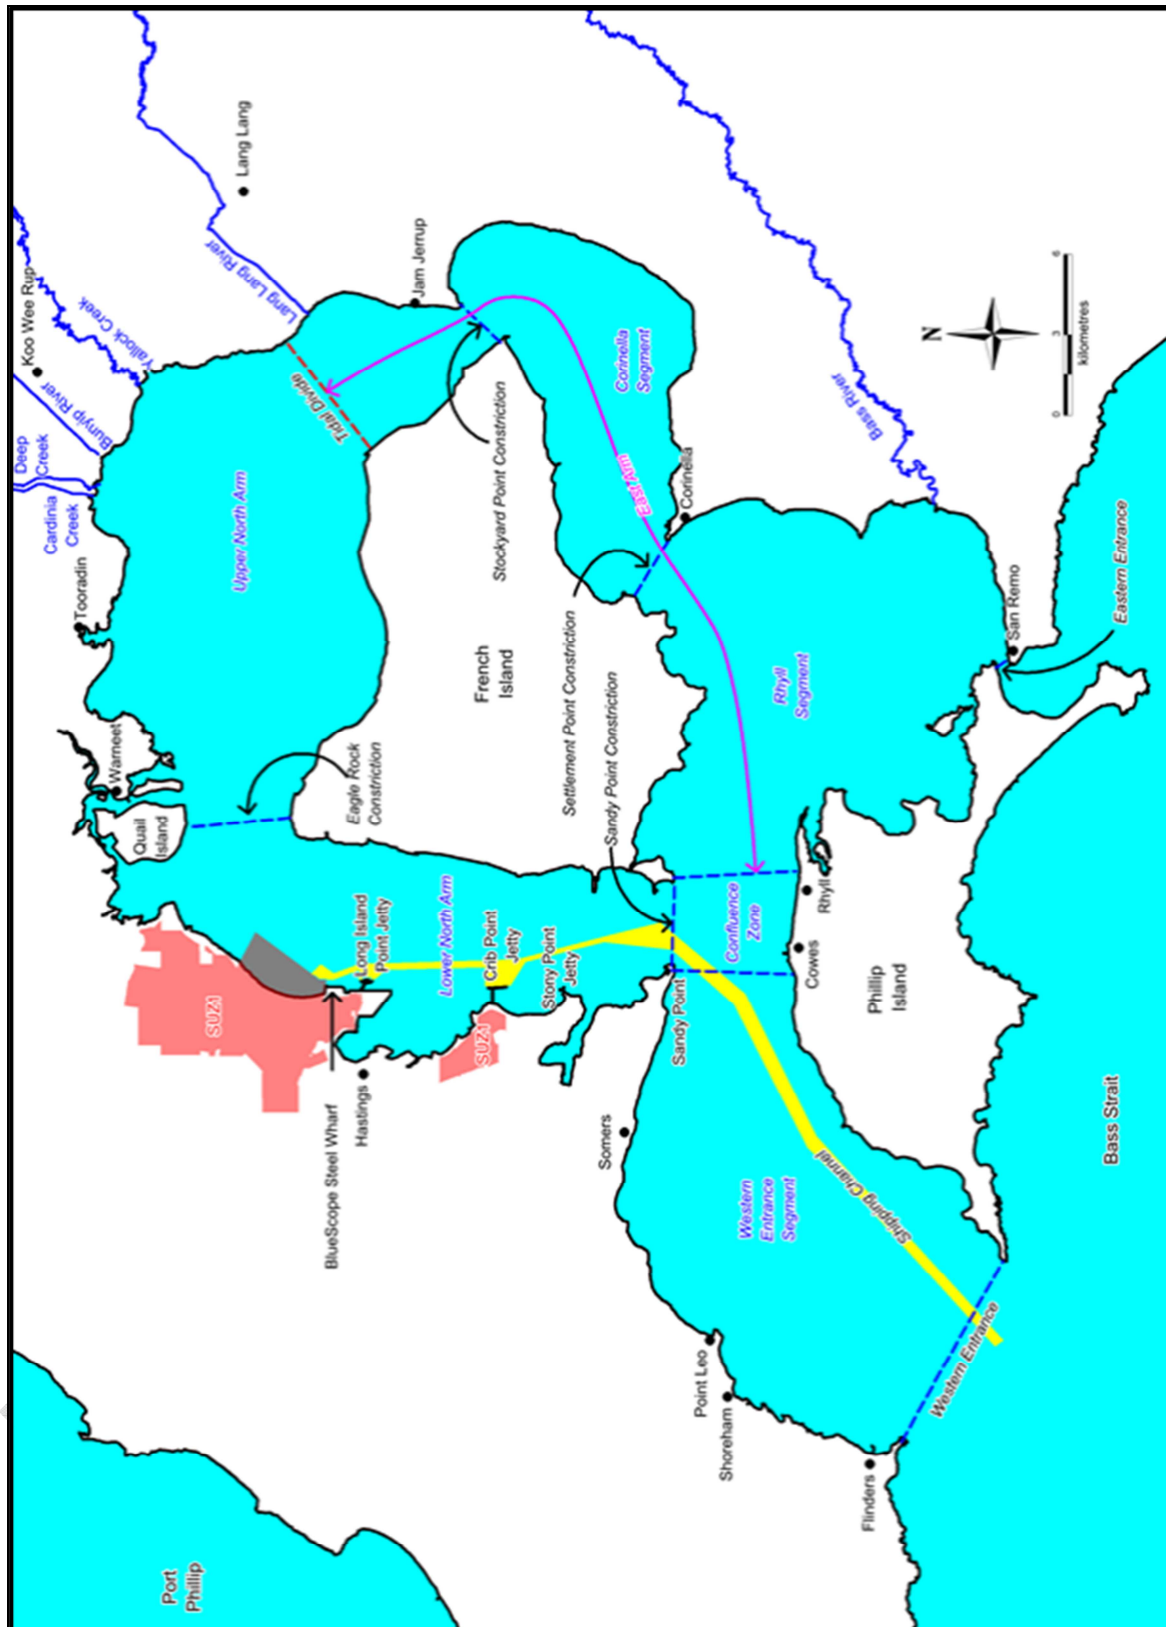 Port
Phillip
Flinders
Shoreham
Point Leo
Western Entrance
Shipping Channel
Western
Entrance
Segment
Somers
BlueScope Steel Wharf
Hastings
SUZ1
SUZ1
Long Island
Point Jetty
Lower North Arm
Crib Point
Jetty
Stony Point
Jetty
Sandy Point
Confluence
Zone
Cowes
Rhyll
Phillip
Island
Bass Strait
Quail
Island
Warneet
Eagle Rock
Constriction
Sandy Point Constriction
Settlement Point Constriction
French
Island
Stockyard Point Constriction
Tooradin
Upper North Arm
Cardinia
Creek
Deep
Creek
Bunyip River
Koo Wee Rup
Yallock Creek
Lang Lang River
Lang Lang
Tidal Divide
Jam Jerrup
Corinella
Segment
East Arm
Corinella
Rhyll
Segment
Bass River
San Remo
Eastern Entrance
N
0
3
6
kilometres